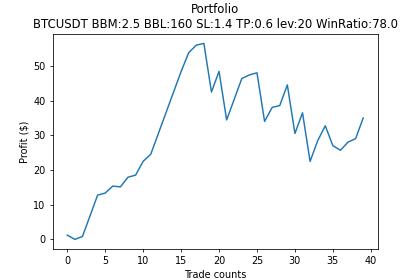 Portfolio
BTCUSDT BBM:2.5 BBL:160 SL:1.4 TP:0.6 lev:20 WinRatio:78.0
Profit ($)
50
40
30
20
10
0
0 5 10 15 20 25 30 35 40
Trade counts